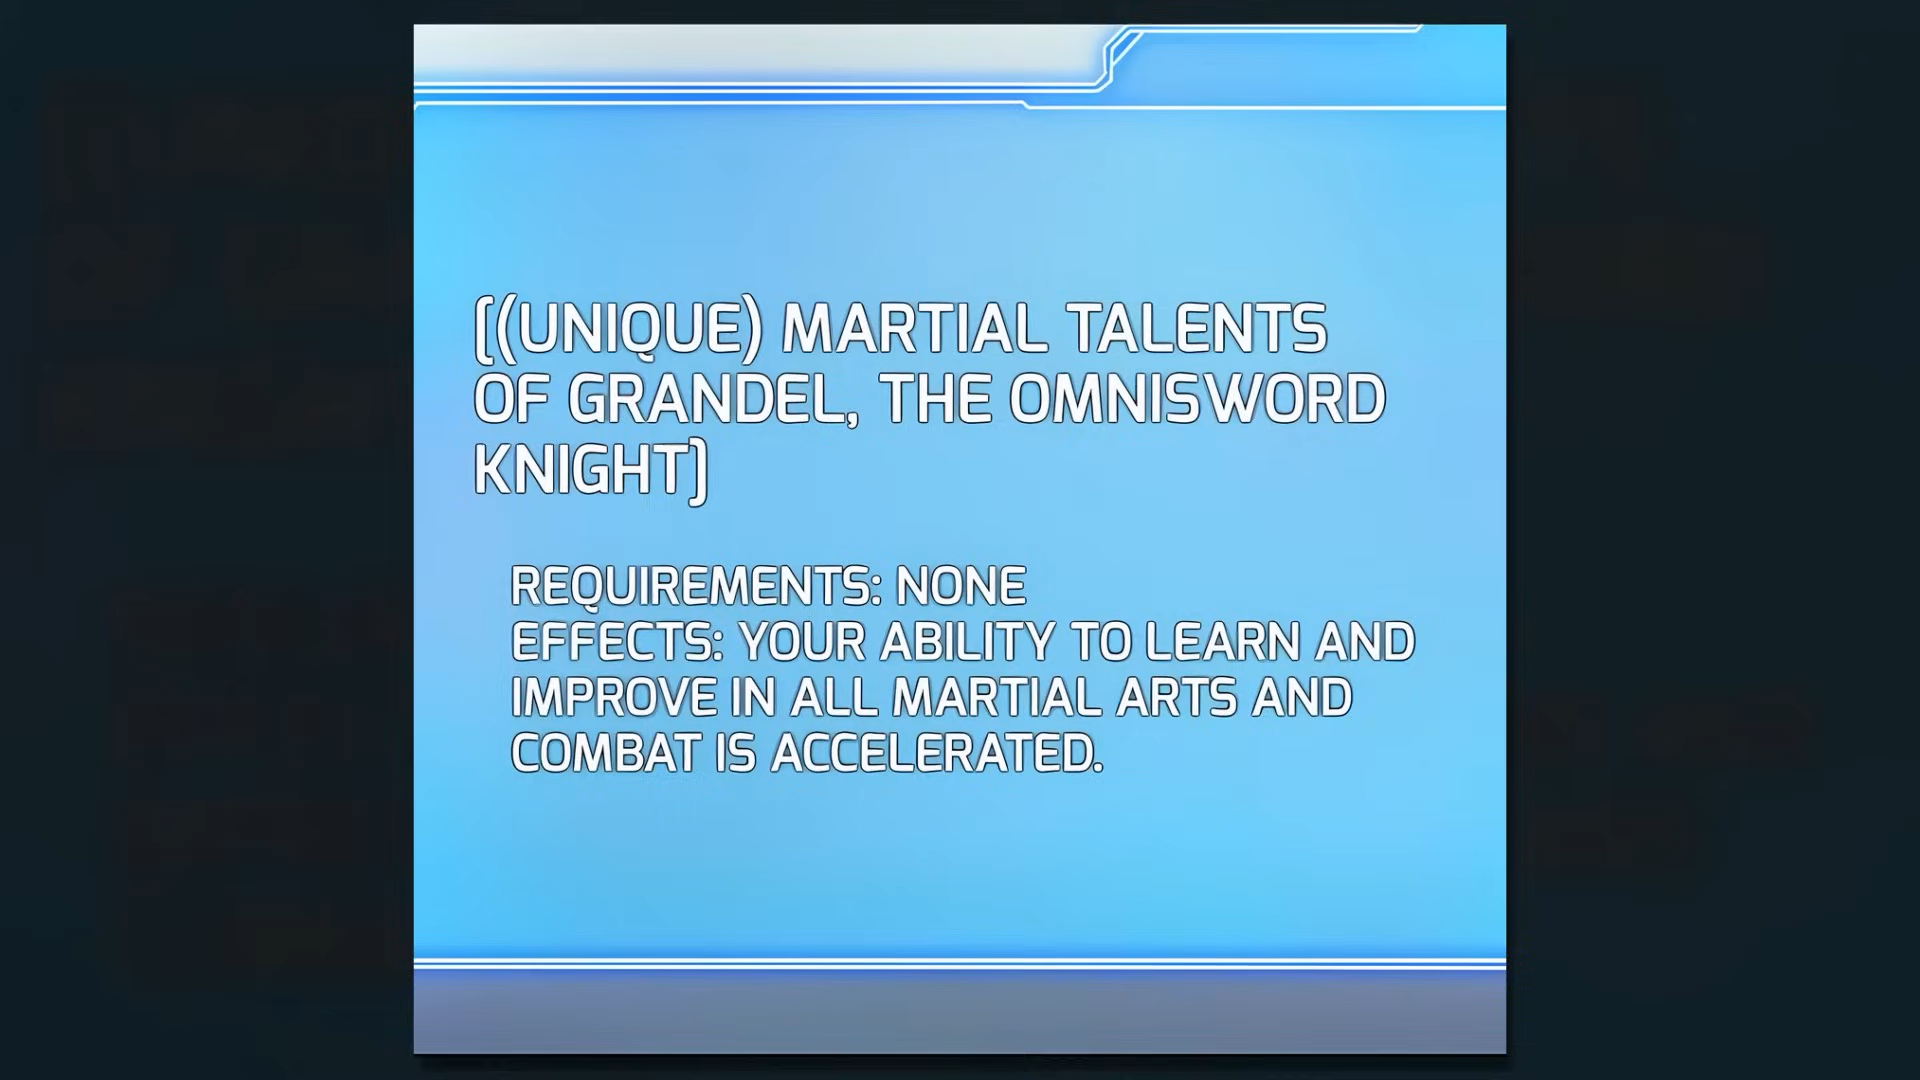 [(UNIQUE) MARTIAL TALENTS
OF GRANDEL, THE OMNISWORD
KNIGHT]
REQUIREMENTS: NONE
EFFECTS: YOUR ABILITY TO LEARN AND
IMPROVE IN ALL MARTIAL ARTS AND
COMBAT IS ACCELERATED.